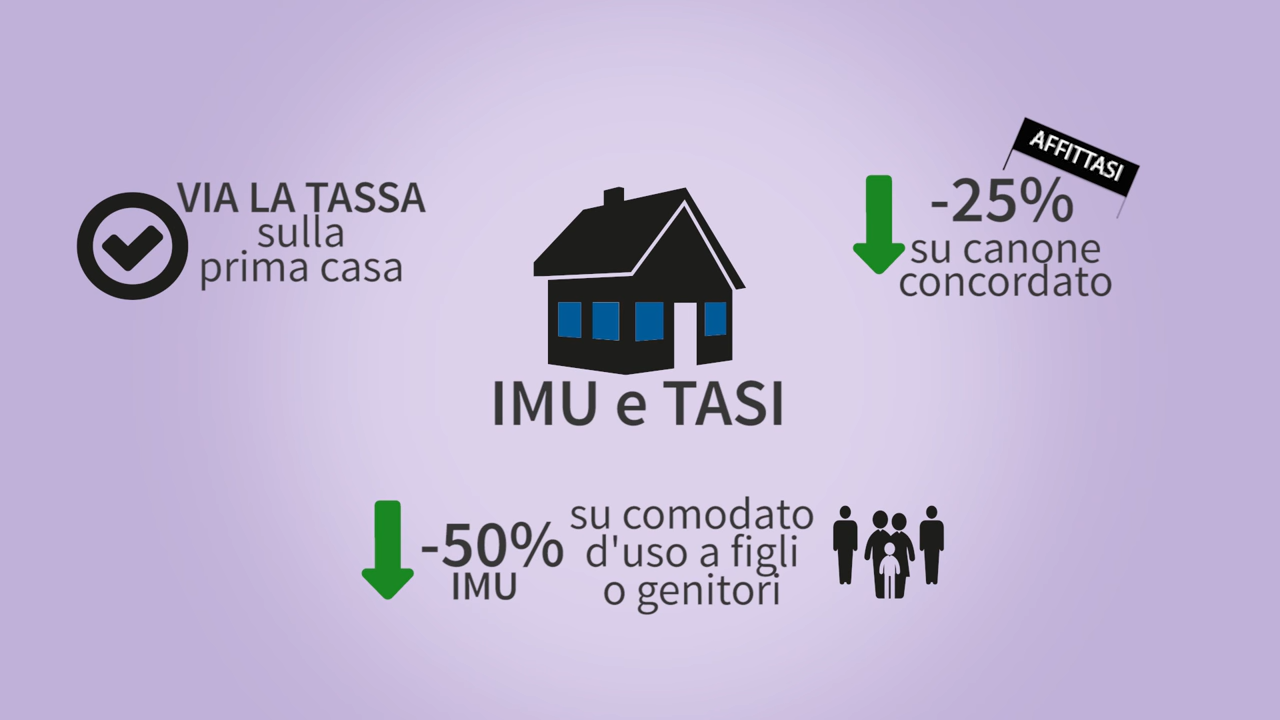 VIA LA TASSA
sulla
prima casa
AFFITTASI
-25%
su canone
concordato
IMU e TASI
-50%
IMU
su comodato
d'uso a figli
o genitori